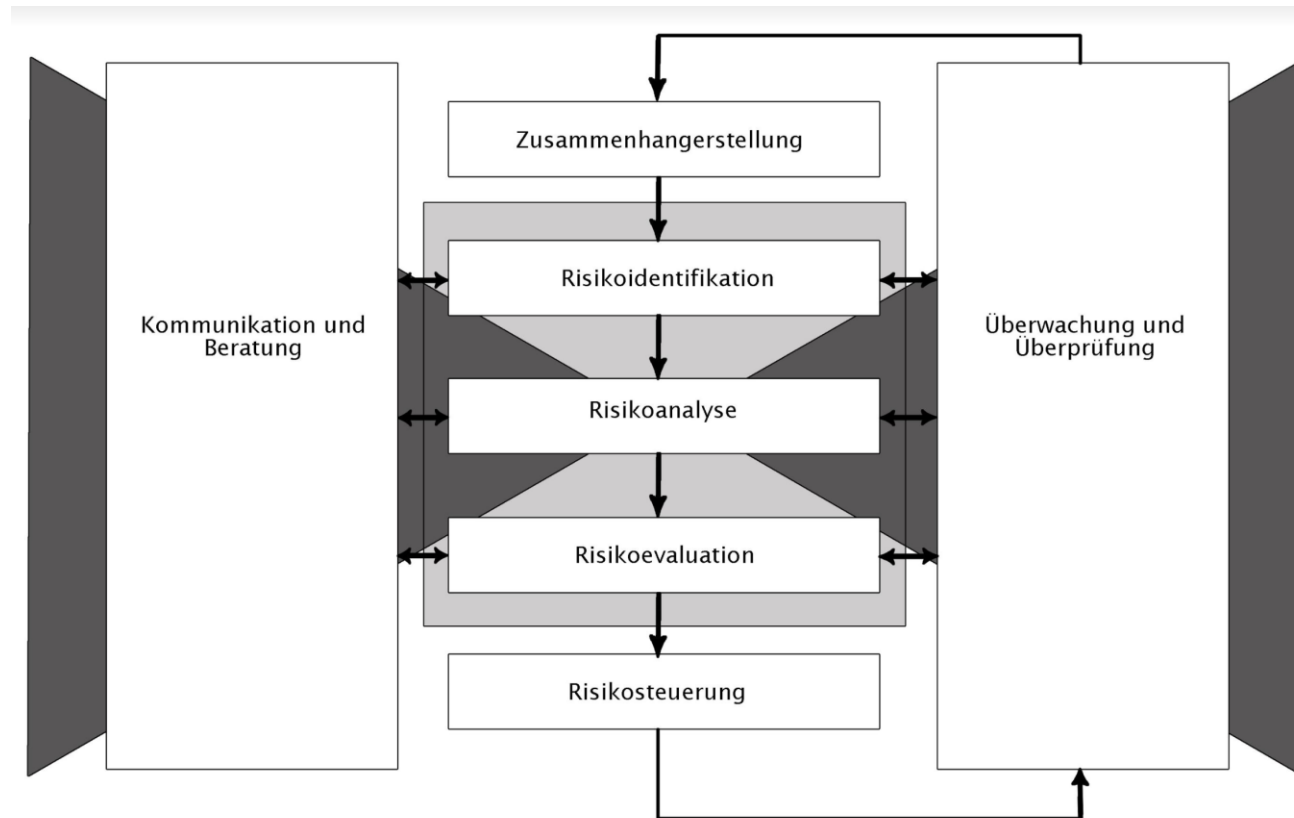 Zusammenhangerstellung
Risikoidentifikation
Kommunikation und
Beratung
Überwachung und
Überprüfung
Risikoanalyse
Risikoevaluation
Risikosteuerung